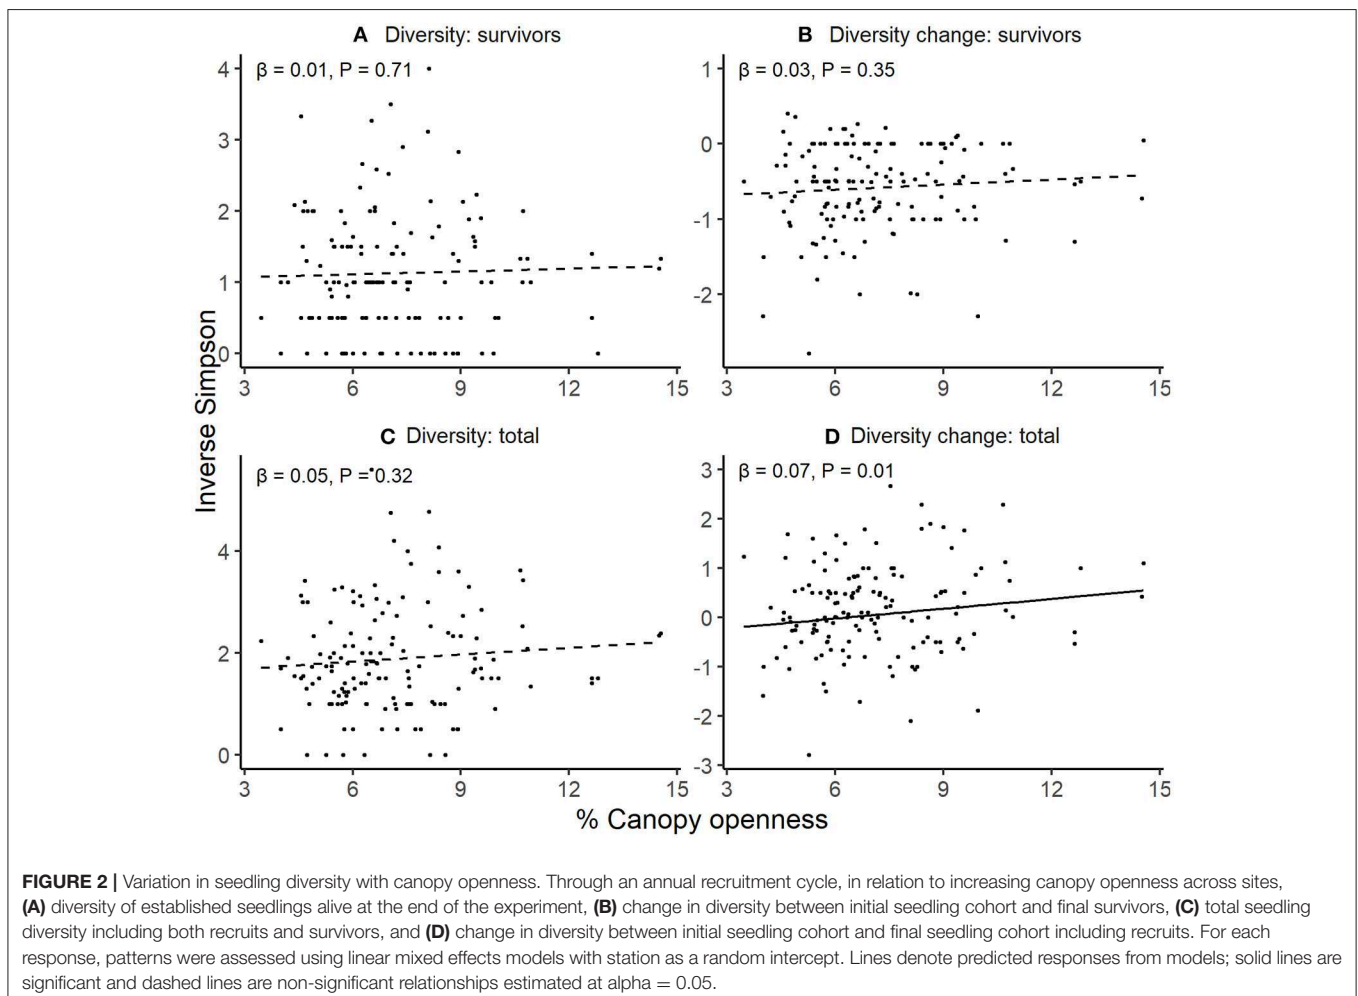 A Diversity: survivors
β = 0.01, P = 0.71
4
3
2
1
0
3 6 9 12 15
B Diversity change: survivors
β = 0.03, P = 0.35
1
0
-1
-2
3 6 9 12 15
Inverse Simpson
C Diversity: total
β = 0.05, P = 0.32
4
2
0
3 6 9 12 15
D Diversity change: total
β = 0.07, P = 0.01
3
2
1
0
-1
-2
-3
3 6 9 12 15
% Canopy openness
FIGURE 2 | Variation in seedling diversity with canopy openness. Through an annual recruitment cycle, in relation to increasing canopy openness across sites,
(A) diversity of established seedlings alive at the end of the experiment, (B) change in diversity between initial seedling cohort and final survivors, (C) total seedling
diversity including both recruits and survivors, and (D) change in diversity between initial seedling cohort and final seedling cohort including recruits. For each
response, patterns were assessed using linear mixed effects models with station as a random intercept. Lines denote predicted responses from models; solid lines are
significant and dashed lines are non-significant relationships estimated at alpha = 0.05.